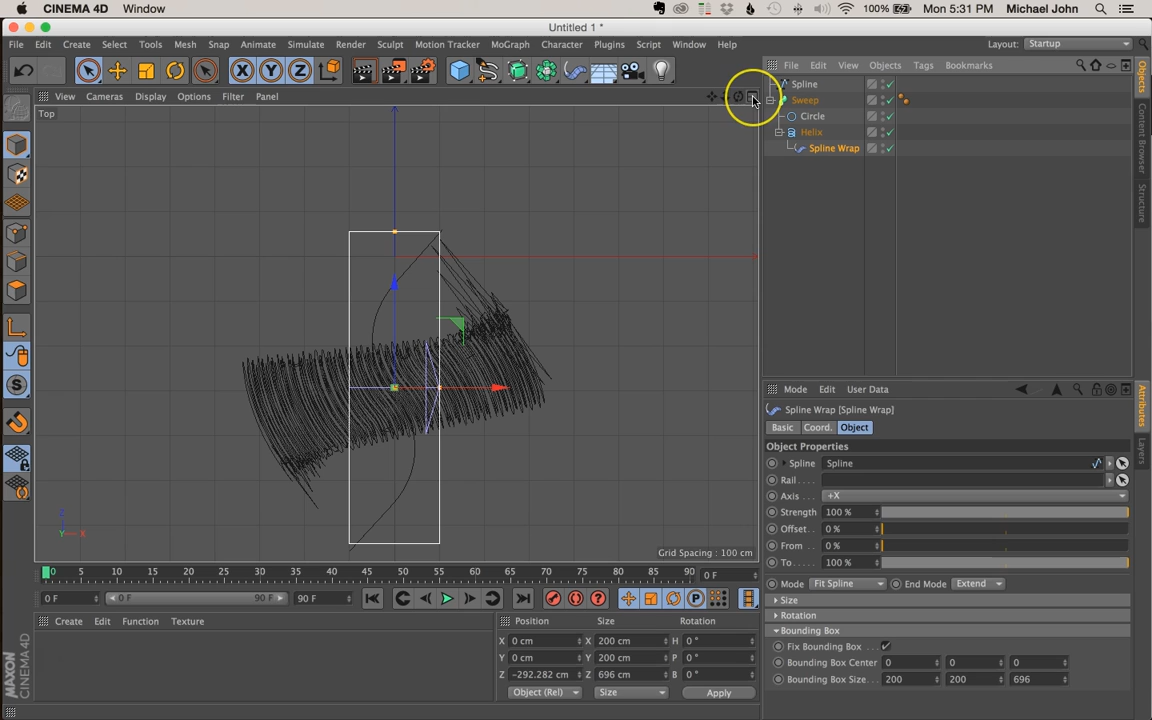 CINEMA 4D Window 100% Mon 5:31 PM Michael John
Untitled 1 *
File Edit Create Select Tools Mesh Snap Animate Simulate Render Sculpt Motion Tracker MoGraph Character Plugins Script Window Help Layout: Startup
File Edit View Objects Tags Bookmarks
View Cameras Display Options Filter Panel
Top
Spline
Sweep
Circle
Helix
Spline Wrap
Objects
Content Browser
Structure
Mode Edit User Data
Spline Wrap [Spline Wrap]
Basic Coord. Object
Object Properties
Spline Spline
Rail . . . .
Axis . . . +X
Strength 100 %
Offset . . 0 %
From . . 0 %
To . . . . . 100 %
Mode Fit Spline End Mode Extend
Size
Rotation
Bounding Box
Fix Bounding Box . . . ✔
Bounding Box Center 0 0 0
Bounding Box Size . . . 200 200 696
Attributes
Layers
Y X Z
Grid Spacing : 100 cm
0 5 10 15 20 25 30 35 40 45 50 55 60 65 70 75 80 85 90 0 F
0 F 0 F 90 F 90 F
Create Edit Function Texture
Position Size Rotation
X 0 cm X 200 cm H 0 °
Y 0 cm Y 200 cm P 0 °
Z -292.282 cm Z 696 cm B 0 °
Object (Rel) Size Apply
MAXON
CINEMA 4D